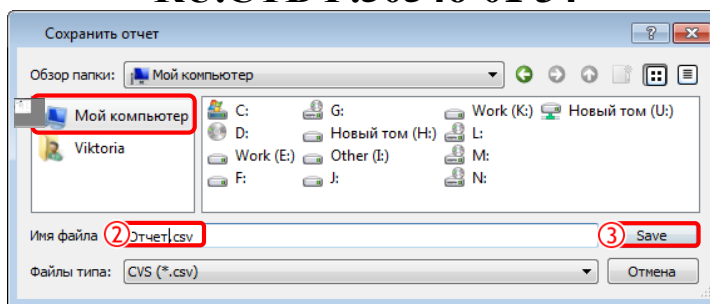 Сохранить отчет
Обзор папки: Мой компьютер
Мой компьютер
Viktoria
C: G: Work (K:) Новый том (U:)
D: Новый том (H:) L:
Work (E:) Other (I:) M:
F: J: N:
Имя файла 2 Отчет.csv 3 Save
Файлы типа: CVS (*.csv) Отмена